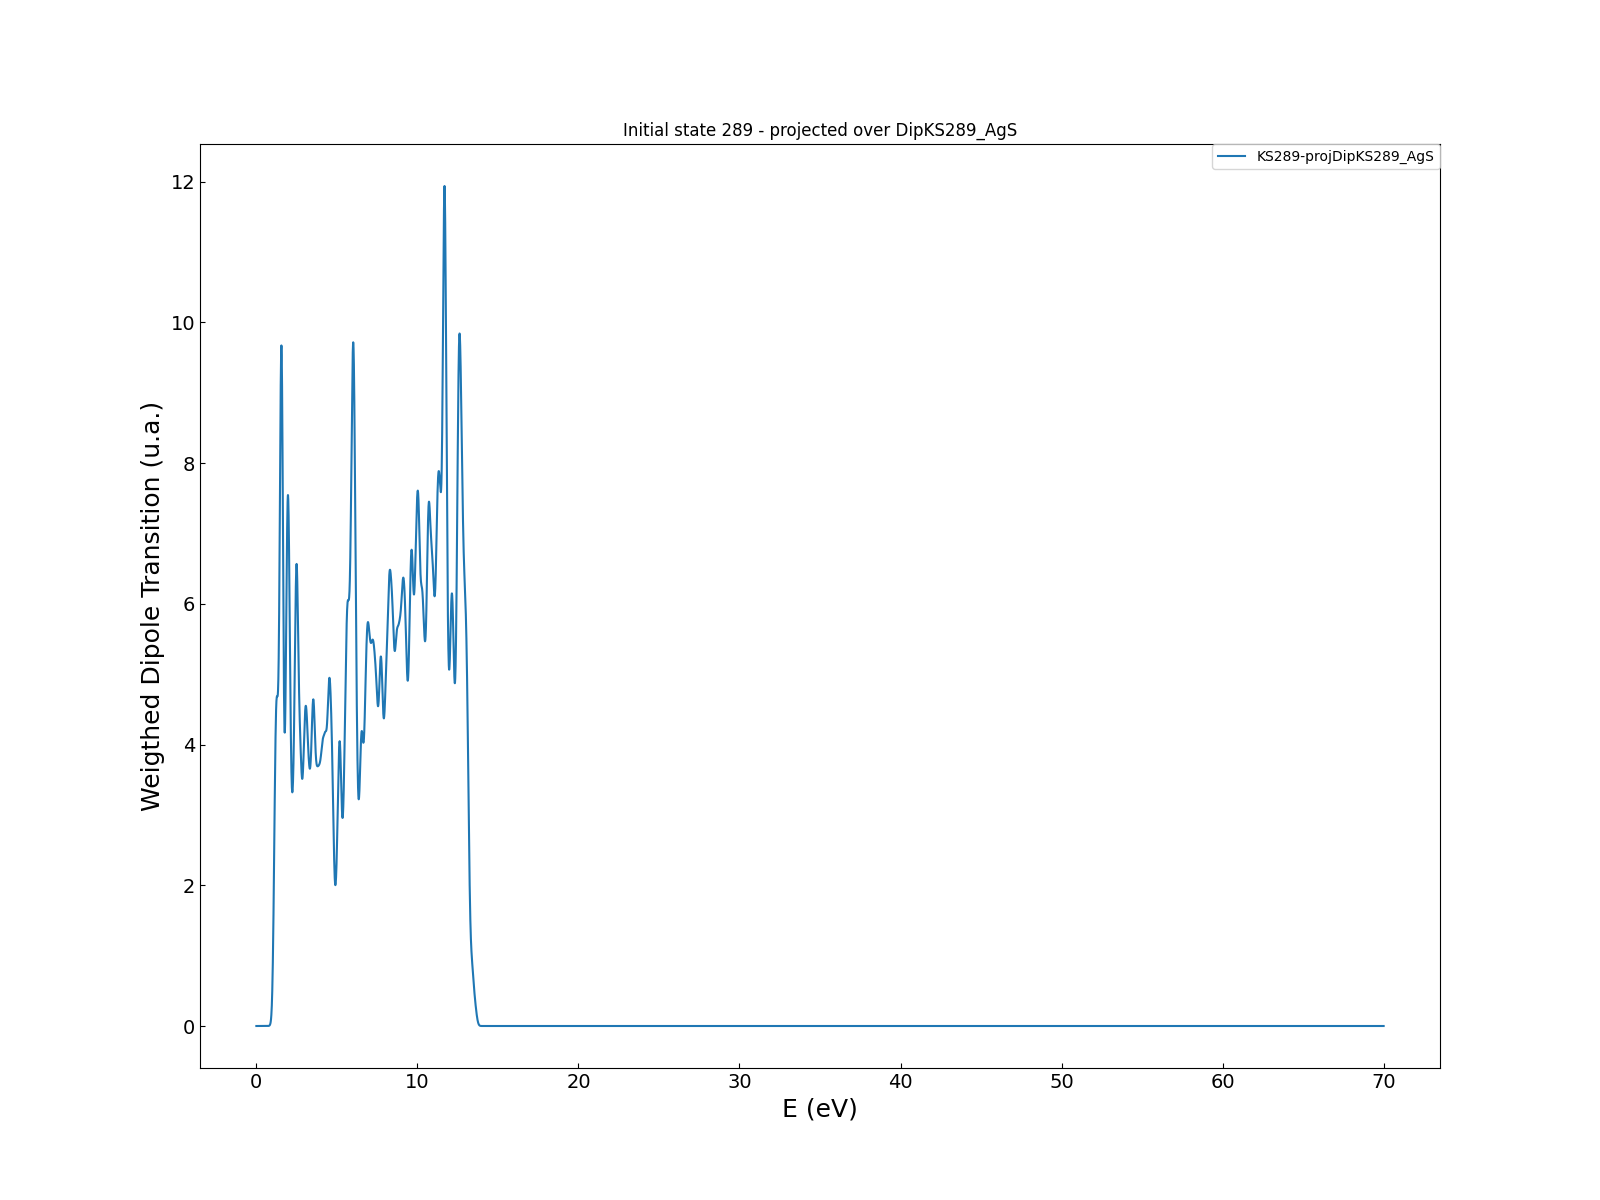 Initial state 289 - projected over DipKS289_AgS
KS289-projDipKS289_AgS
Weigthed Dipole Transition (u.a.)
12
10
8
6
4
2
0
0 10 20 30 40 50 60 70
E (eV)